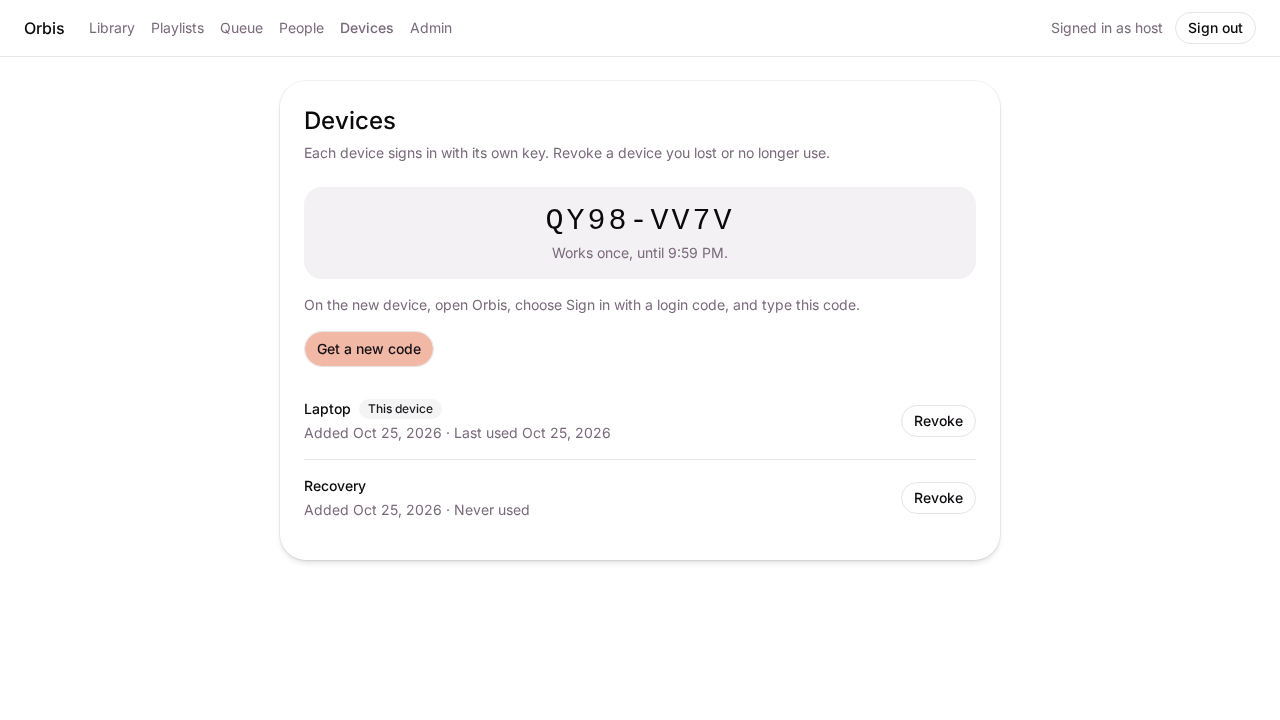 Orbis Library Playlists Queue People Devices Admin Signed in as host Sign out
Devices
Each device signs in with its own key. Revoke a device you lost or no longer use.
QY98-VV7V
Works once, until 9:59 PM.
On the new device, open Orbis, choose Sign in with a login code, and type this code.
Get a new code
Laptop This device
Added Oct 25, 2026 · Last used Oct 25, 2026
Revoke
Recovery
Added Oct 25, 2026 · Never used
Revoke